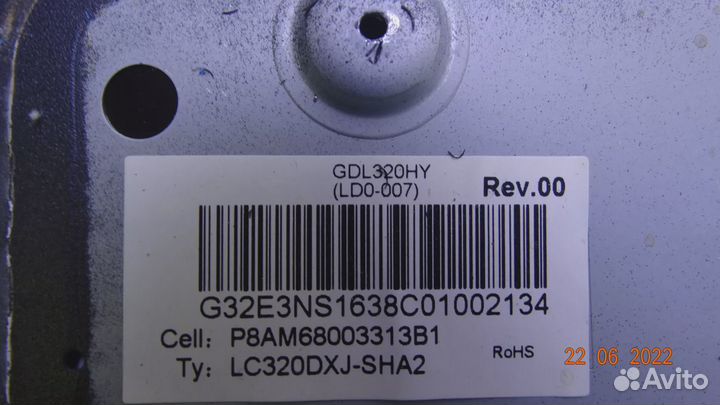 GDL320HY
(LD0-007)
Rev.00
G32E3NS1638C01002134
Cell: P8AM68003313B1
Ty: LC320DXJ-SHA2
RoHS
22 06 2022
Avito